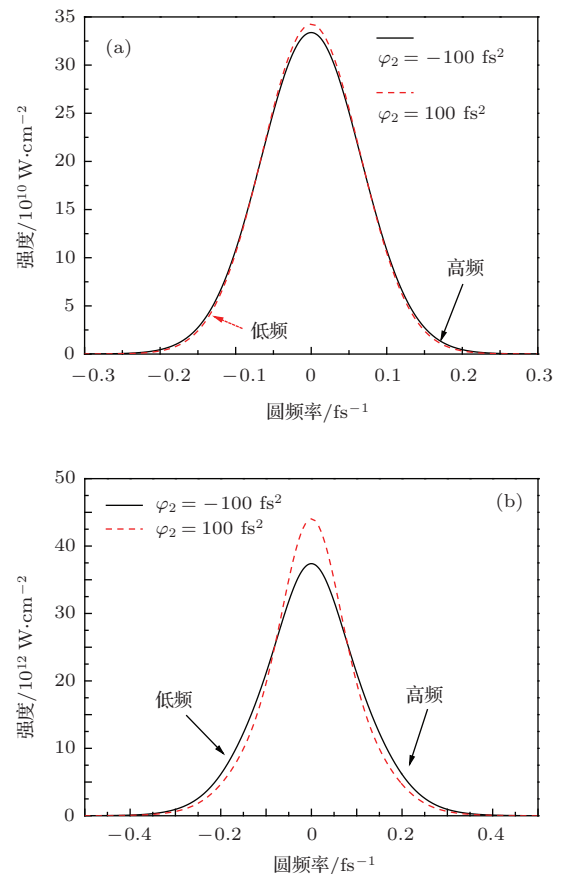 35
(a)
φ₂ = −100 fs²
30
φ₂ = 100 fs²
25
20
15
10
5
0
强度/10¹⁰ W·cm⁻²
高频
低频
−0.3 −0.2 −0.1 0 0.1 0.2 0.3
圆频率/fs⁻¹
50
φ₂ = −100 fs²
(b)
φ₂ = 100 fs²
40
30
20
10
0
强度/10¹² W·cm⁻²
低频
高频
−0.4 −0.2 0 0.2 0.4
圆频率/fs⁻¹